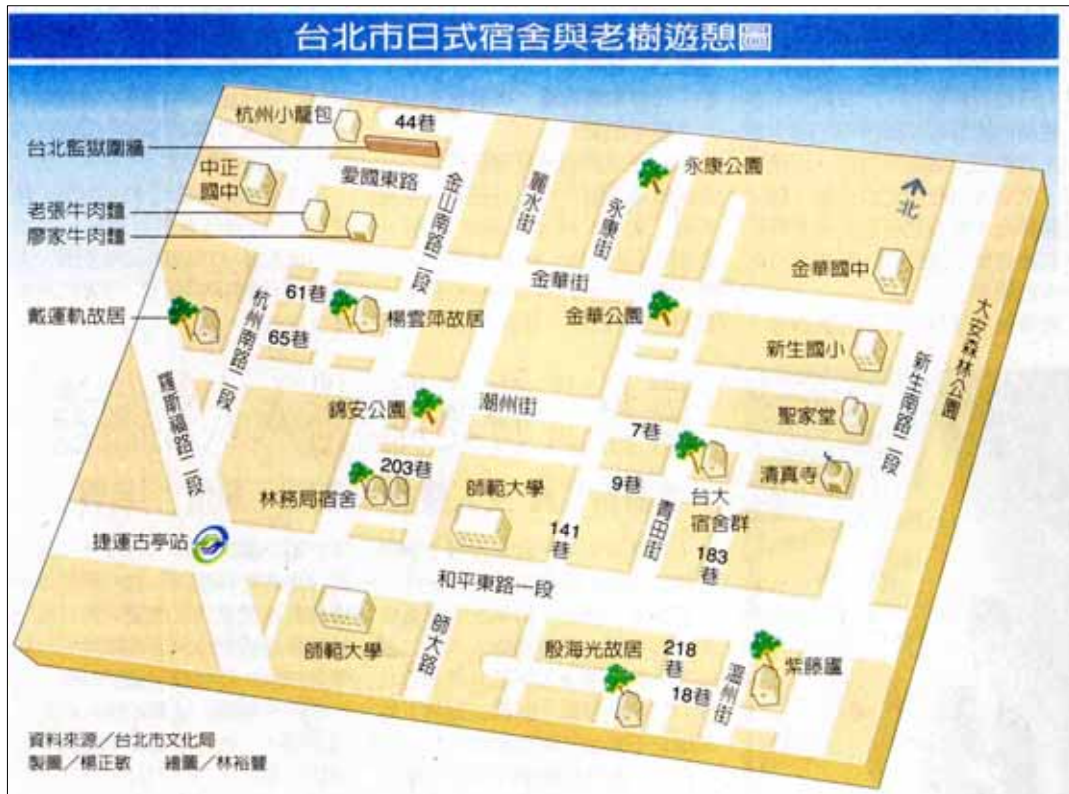 台北市日式宿舍與老樹遊憩圖
杭州小籠包
44巷
台北監獄圍牆
中正
國中
愛國東路
老張牛肉麵
廖家牛肉麵
金山南路二段
麗水街
永康街
永康公園
北
金華國中
大安森林公園
61巷
65巷
杭州南路二段
戴運軌故居
楊雲萍故居
金華街
金華公園
新生國小
新生南路二段
羅斯福路二段
錦安公園
潮州街
聖家堂
7巷
203巷
林務局宿舍
師範大學
9巷
青田街
台大
宿舍群
清真寺
捷運古亭站
141
巷
183
巷
和平東路一段
師範大學
師大路
殷海光故居
218
巷
18巷
溫州街
紫藤廬
資料來源／台北市文化局
製圖／楊正敏 繪圖／林裕豐